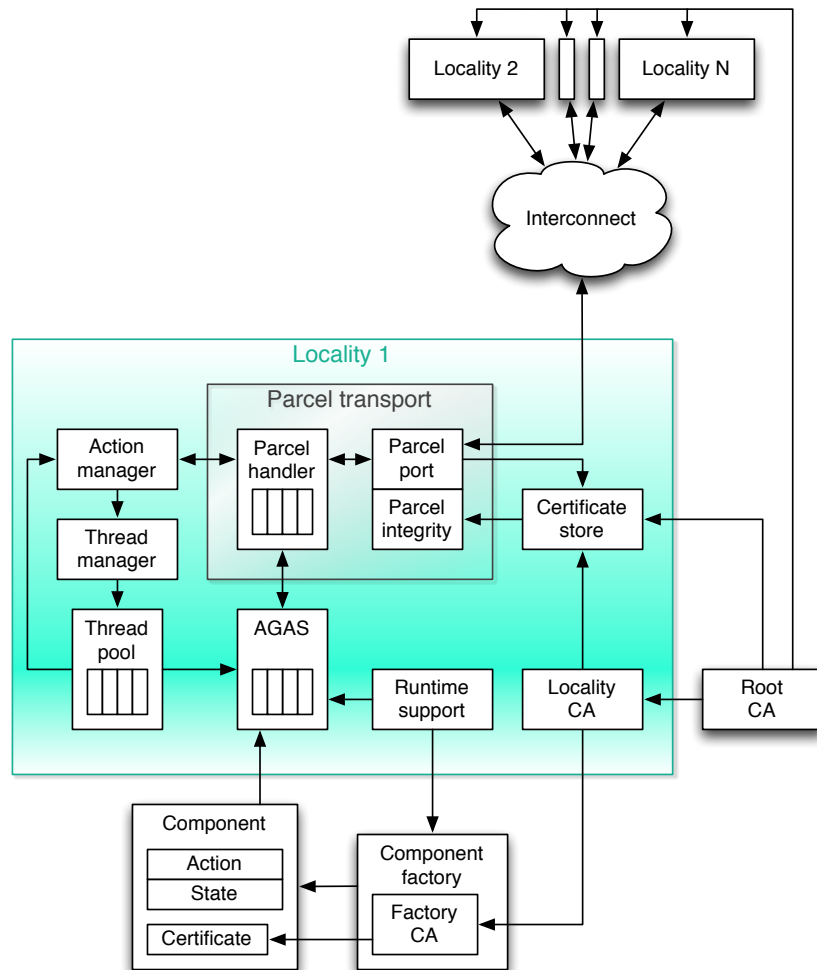 Locality 2
Locality N
Interconnect
Locality 1
Parcel transport
Action
manager
Parcel
handler
Parcel
port
Parcel
integrity
Certificate
store
Thread
manager
Thread
pool
AGAS
Runtime
support
Locality
CA
Root
CA
Component
Action
State
Certificate
Component
factory
Factory
CA